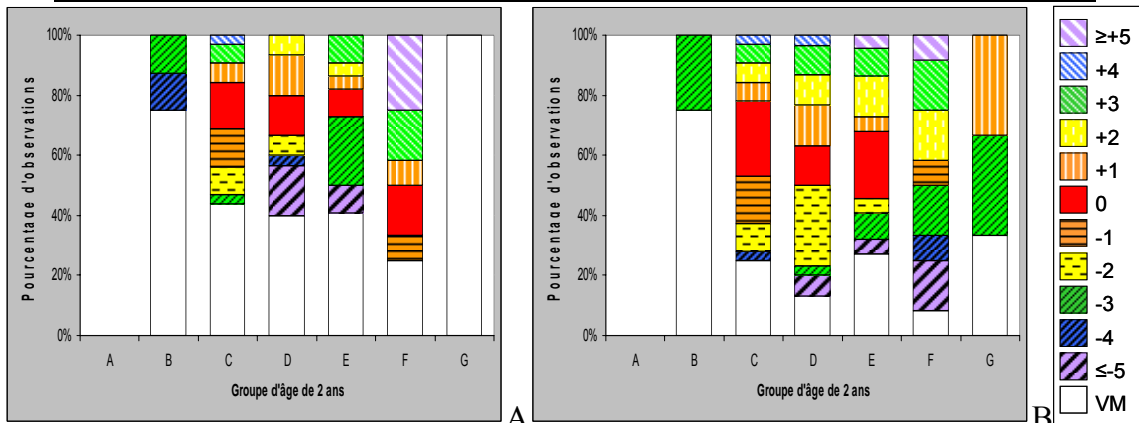 100%
80%
60%
40%
20%
0%
Pourcentage d'observations
A B C D E F G
Groupe d'âge de 2 ans
A
100%
80%
60%
40%
20%
0%
Pourcentage d'observations
A B C D E F G
Groupe d'âge de 2 ans
B
≥+5
+4
+3
+2
+1
0
-1
-2
-3
-4
≤-5
VM